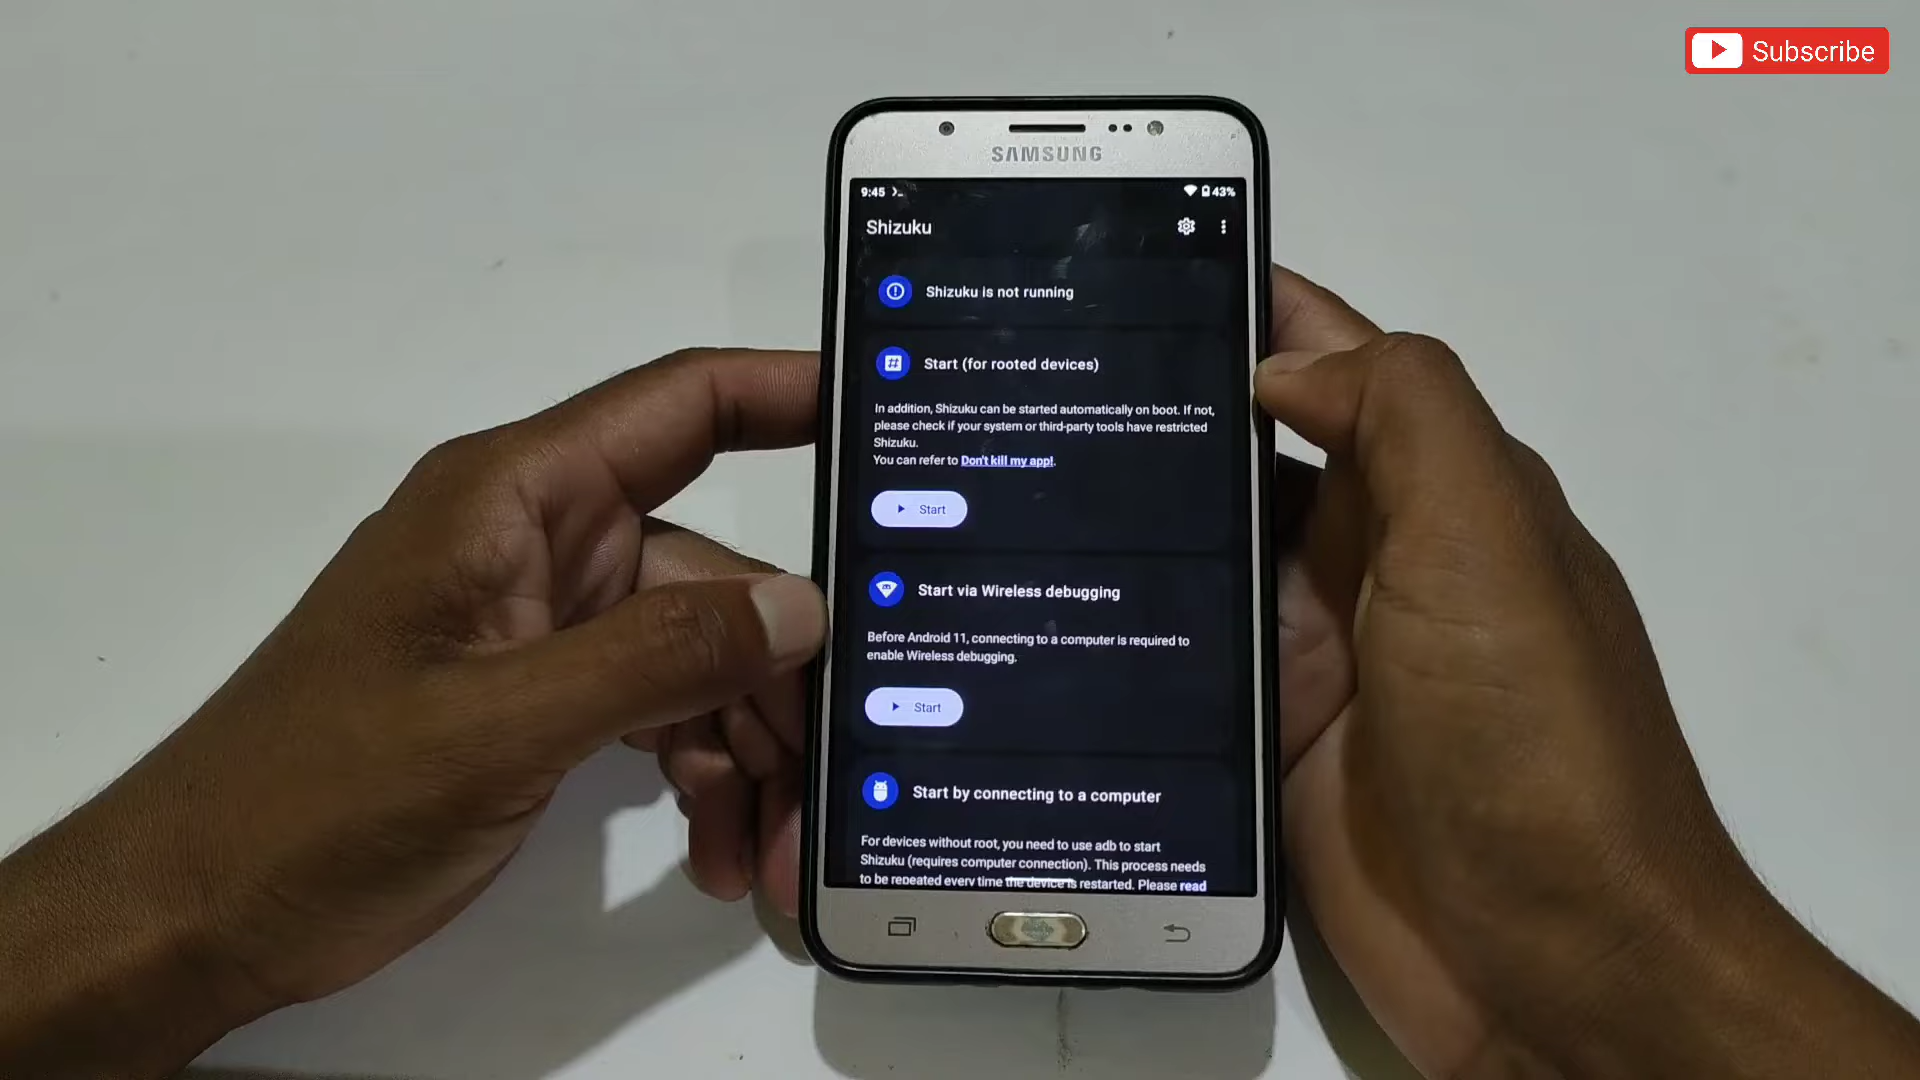 Subscribe
SAMSUNG
9:45 >_ 43%
Shizuku
Shizuku is not running
Start (for rooted devices)
In addition, Shizuku can be started automatically on boot. If not,
please check if your system or third-party tools have restricted
Shizuku.
You can refer to Don't kill my app!.
Start
Start via Wireless debugging
Before Android 11, connecting to a computer is required to
enable Wireless debugging.
Start
Start by connecting to a computer
For devices without root, you need to use adb to start
Shizuku (requires computer connection). This process needs
to be repeated every time the device is restarted. Please read